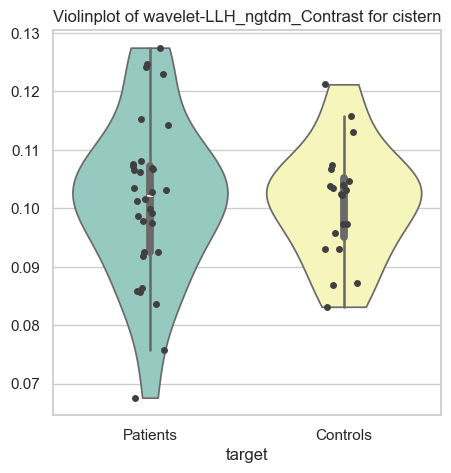 Violinplot of wavelet-LLH_ngtdm_Contrast for cistern
0.13
0.12
0.11
0.10
0.09
0.08
0.07
Patients
Controls
target